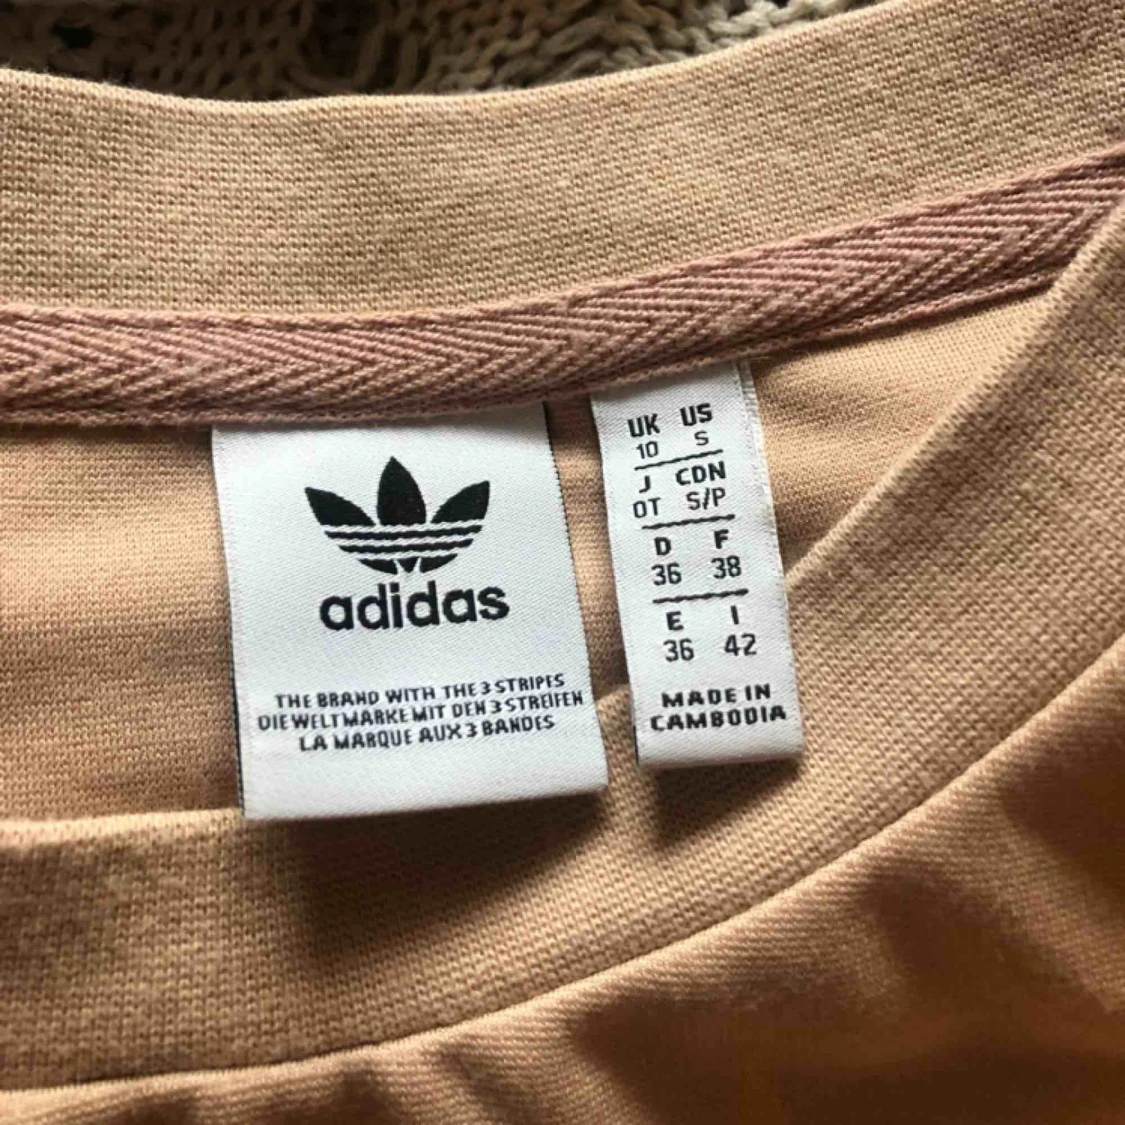 adidas
THE BRAND WITH THE 3 STRIPES
DIE WELTMARKE MIT DEN 3 STREIFEN
LA MARQUE AUX 3 BANDES
UK US
10 S
J CDN
OT S/P
D F
36 38
E I
36 42
MADE IN
CAMBODIA